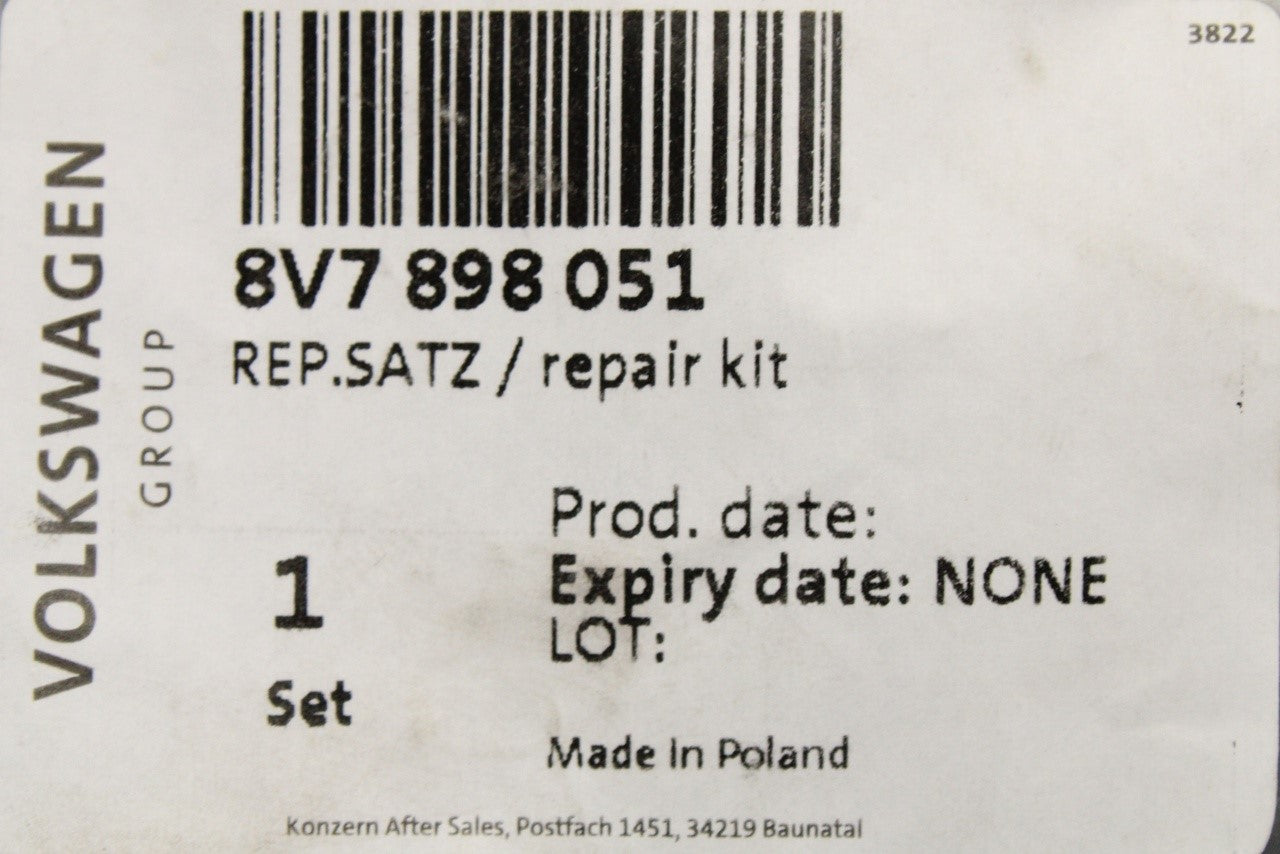 3822
VOLKSWAGEN
GROUP
8V7 898 051
REP.SATZ / repair kit
1
Set
Prod. date:
Expiry date: NONE
LOT:
Made In Poland
Konzern After Sales, Postfach 1451, 34219 Baunatal